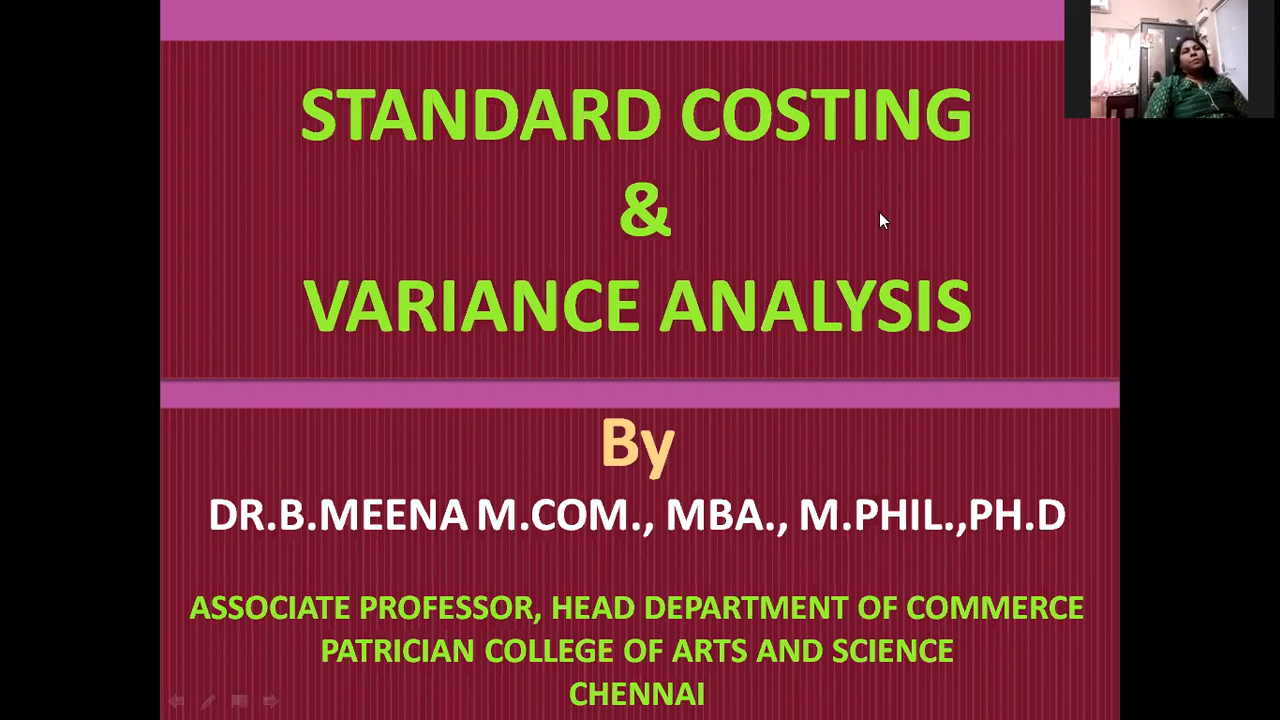 STANDARD COSTING
&
VARIANCE ANALYSIS
By
DR.B.MEENA M.COM., MBA., M.PHIL.,PH.D
ASSOCIATE PROFESSOR, HEAD DEPARTMENT OF COMMERCE
PATRICIAN COLLEGE OF ARTS AND SCIENCE
CHENNAI